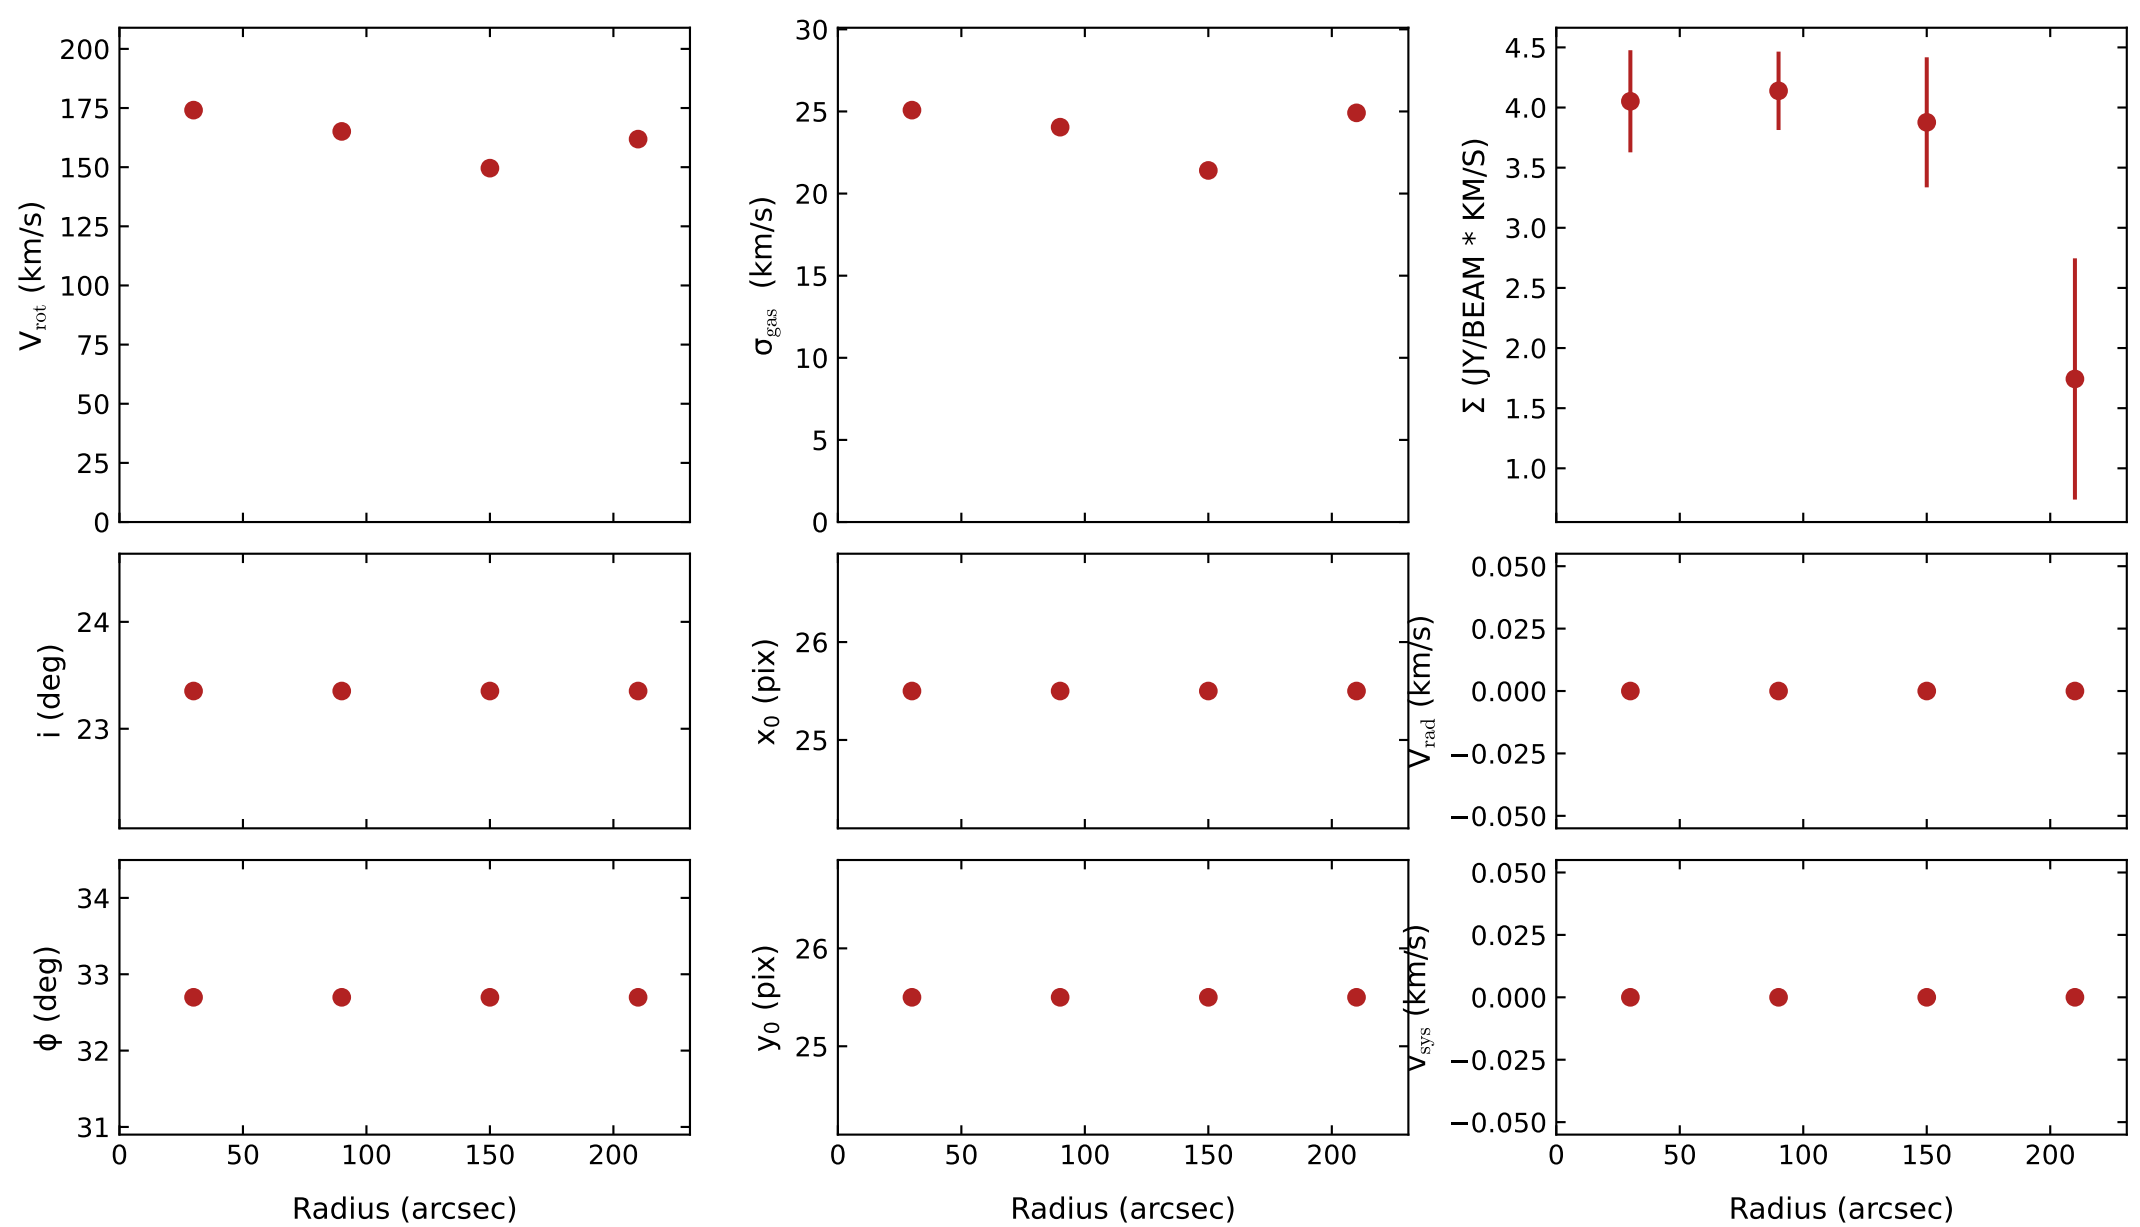 200
175
150
125
100
75
50
25
0
V_rot (km/s)
30
25
20
15
10
5
0
σ_gas (km/s)
4.5
4.0
3.5
3.0
2.5
2.0
1.5
1.0
Σ (JY/BEAM * KM/S)
24
23
i (deg)
26
25
x_0 (pix)
0.050
0.025
0.000
−0.025
−0.050
V_rad (km/s)
34
33
32
31
ϕ (deg)
0 50 100 150 200
Radius (arcsec)
26
25
y_0 (pix)
0 50 100 150 200
Radius (arcsec)
0.050
0.025
0.000
−0.025
−0.050
v_sys (km/s)
0 50 100 150 200
Radius (arcsec)